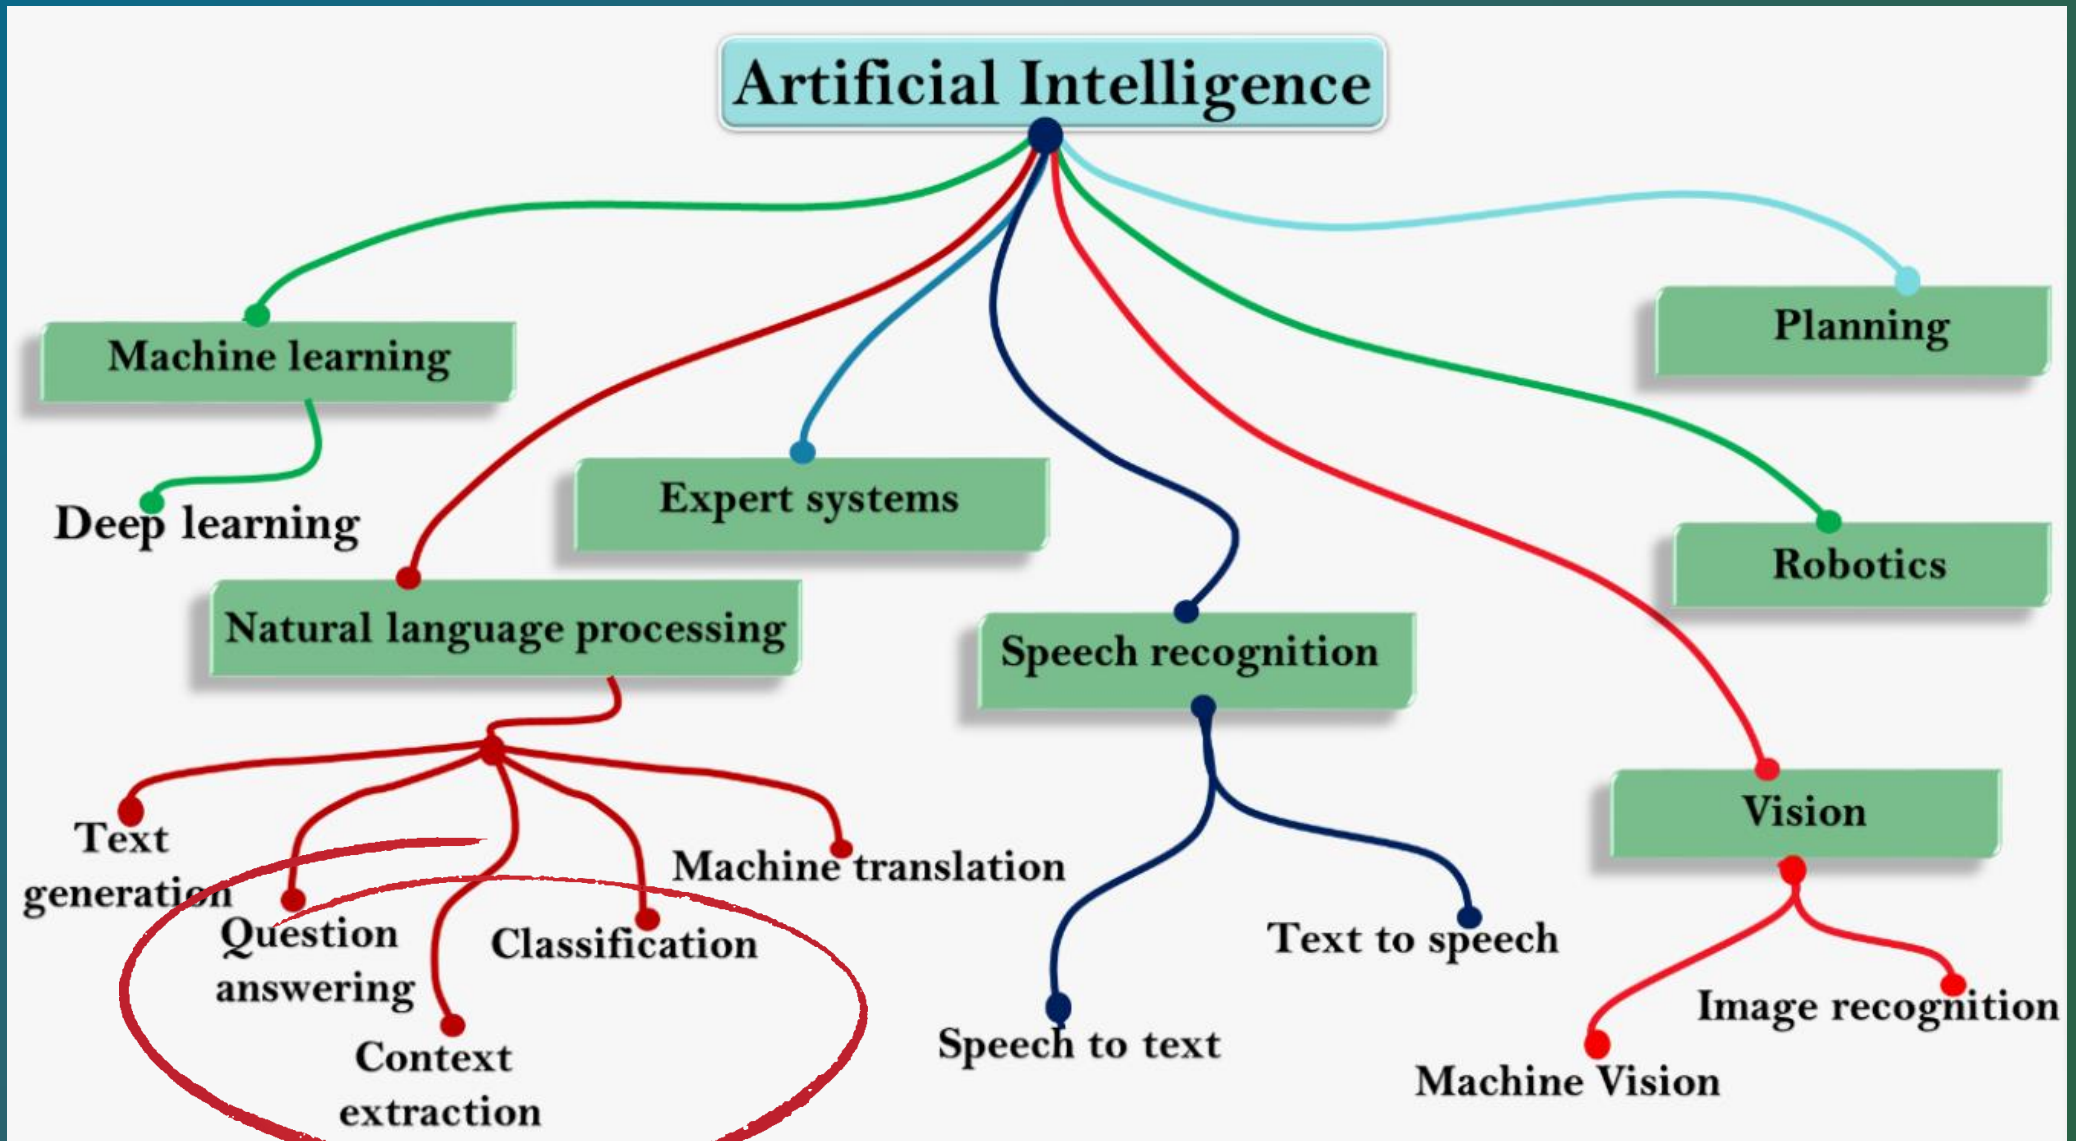 Artificial Intelligence
Machine learning
Planning
Deep learning
Expert systems
Robotics
Natural language processing
Speech recognition
Vision
Text
generation
Question
answering
Context
extraction
Classification
Machine translation
Speech to text
Text to speech
Machine Vision
Image recognition